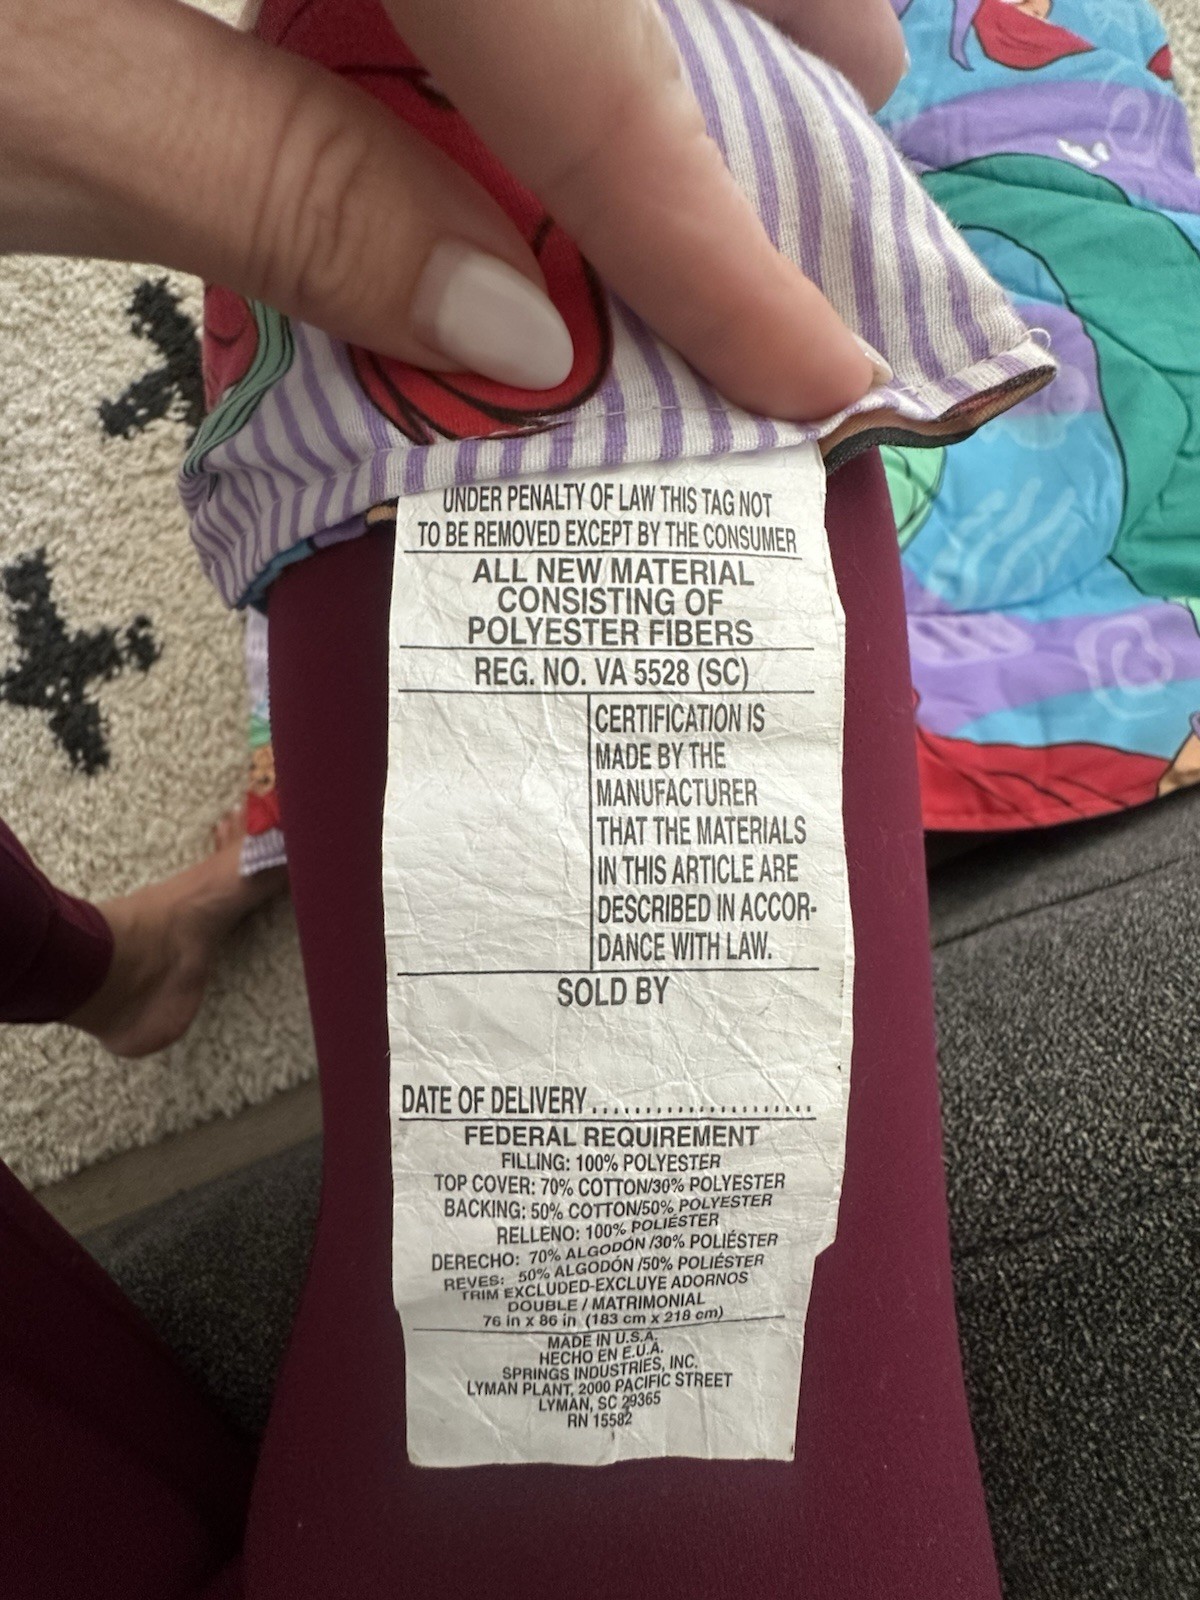 UNDER PENALTY OF LAW THIS TAG NOT
TO BE REMOVED EXCEPT BY THE CONSUMER
ALL NEW MATERIAL
CONSISTING OF
POLYESTER FIBERS
REG. NO. VA 5528 (SC)
CERTIFICATION IS
MADE BY THE
MANUFACTURER
THAT THE MATERIALS
IN THIS ARTICLE ARE
DESCRIBED IN ACCOR-
DANCE WITH LAW.
SOLD BY
DATE OF DELIVERY.....................
FEDERAL REQUIREMENT
FILLING: 100% POLYESTER
TOP COVER: 70% COTTON/30% POLYESTER
BACKING: 50% COTTON/50% POLYESTER
RELLENO: 100% POLIÉSTER
DERECHO: 70% ALGODÓN /30% POLIÉSTER
REVES: 50% ALGODÓN /50% POLIÉSTER
TRIM EXCLUDED-EXCLUYE ADORNOS
DOUBLE / MATRIMONIAL
76 in x 86 in (183 cm x 218 cm)
MADE IN U.S.A.
HECHO EN E.U.A.
SPRINGS INDUSTRIES, INC.
LYMAN PLANT, 2000 PACIFIC STREET
LYMAN, SC 29365
RN 15582